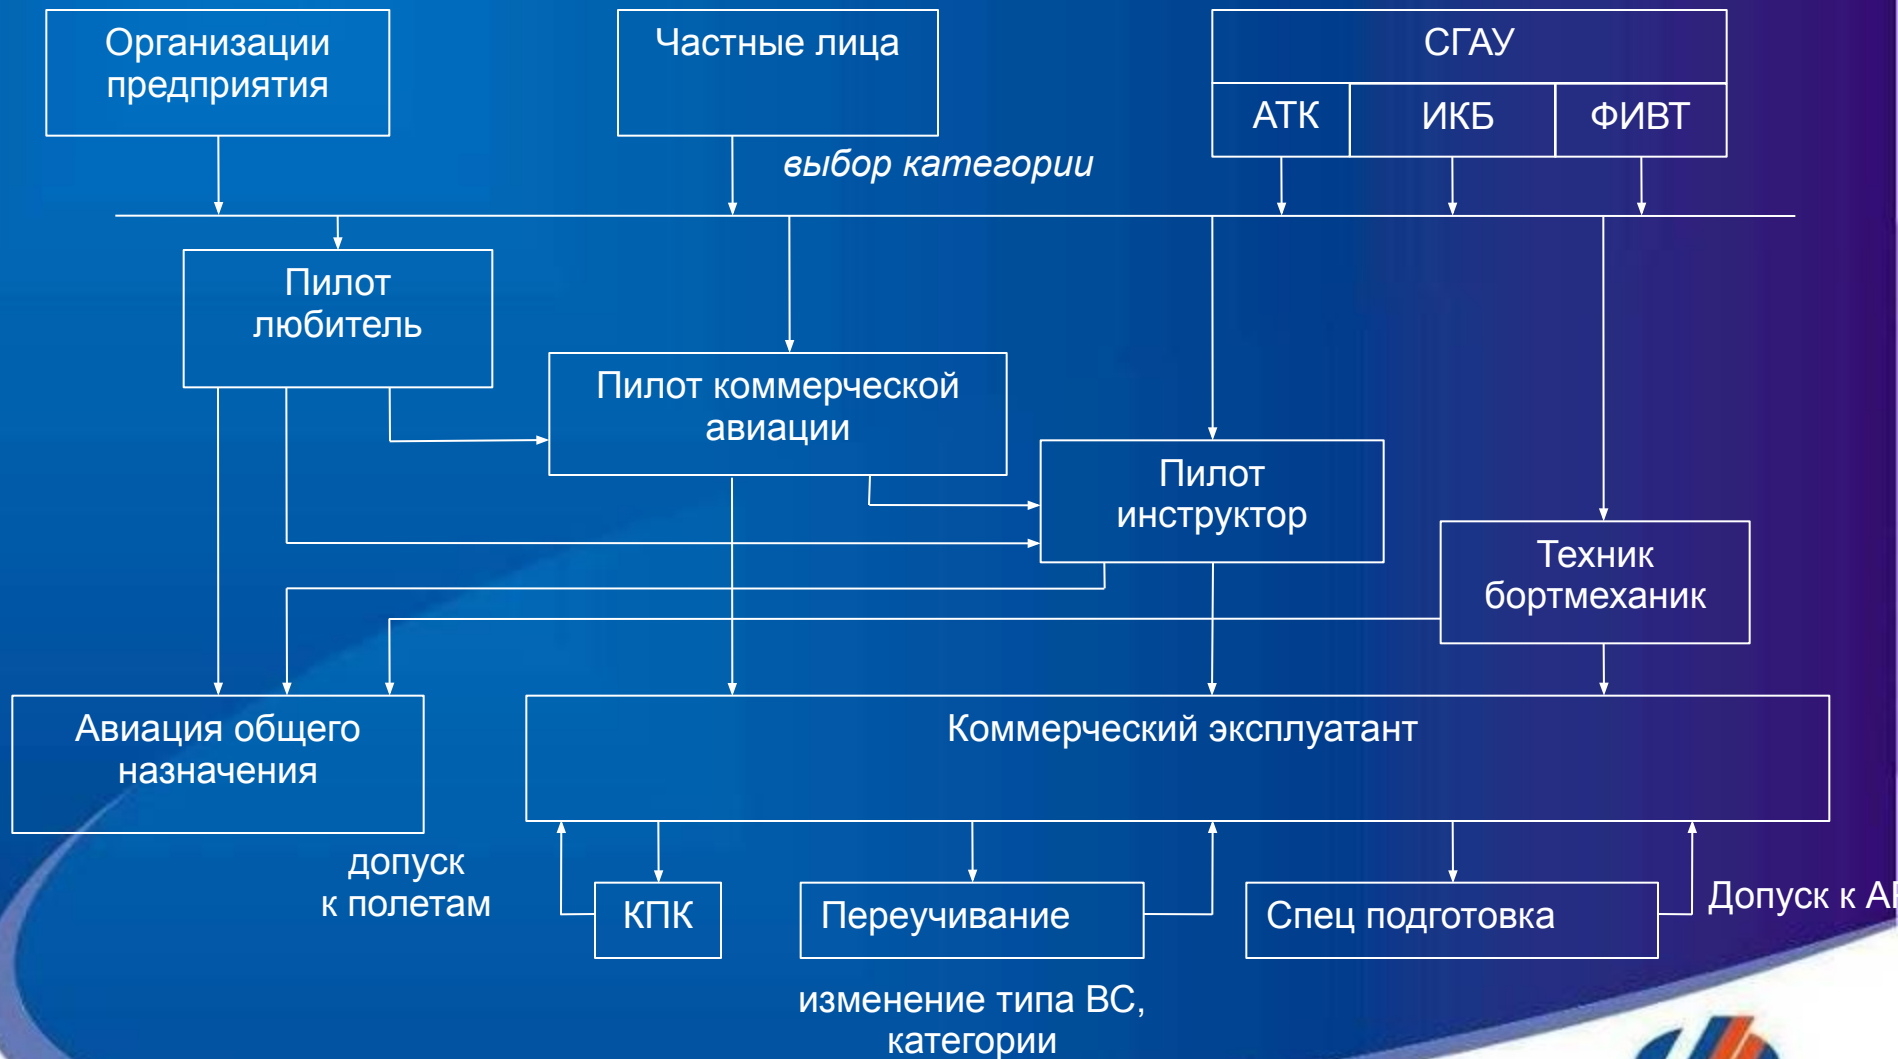 Организации
предприятия
Частные лица
СГАУ
АТК
ИКБ
ФИВТ
выбор категории
Пилот
любитель
Пилот коммерческой
авиации
Пилот
инструктор
Техник
бортмеханик
Авиация общего
назначения
Коммерческий эксплуатант
допуск
к полетам
КПК
Переучивание
Спец подготовка
Допуск к
изменение типа ВС,
категории